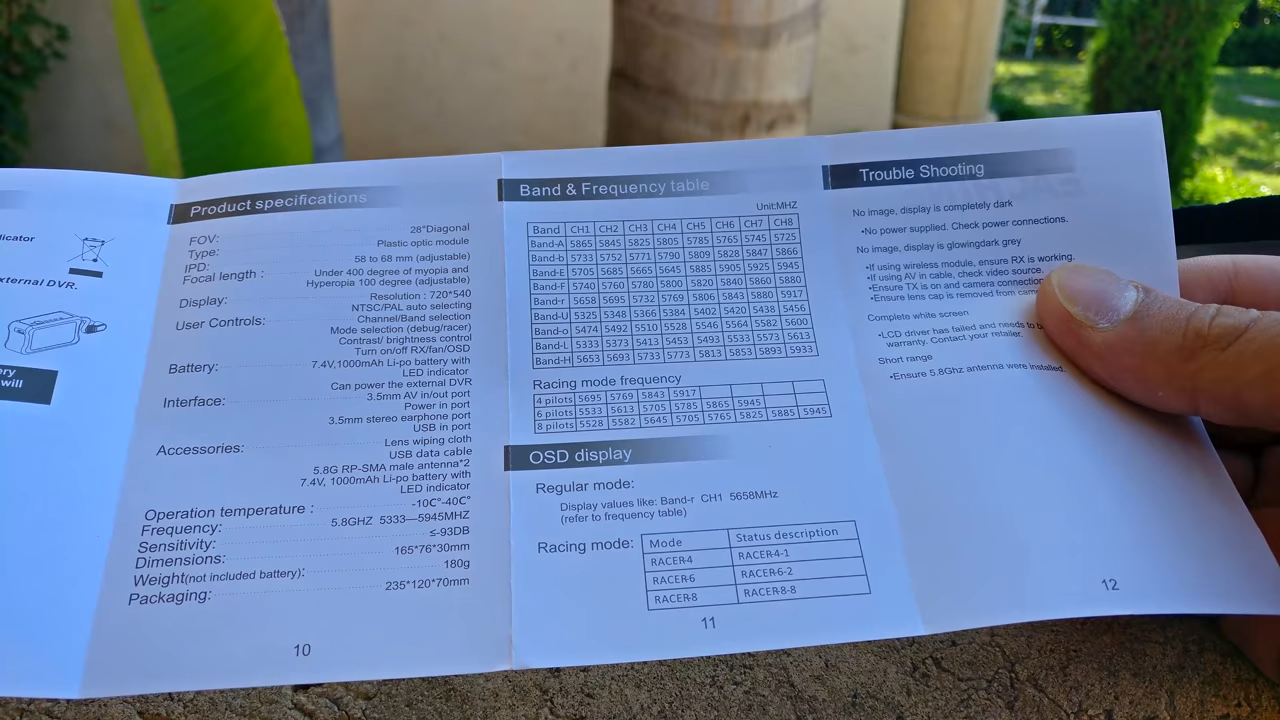 dicator
xternal DVR.
ery
will
Product specifications
FOV: 28°Diagonal
Type: Plastic optic module
IPD: 58 to 68 mm (adjustable)
Focal length : Under 400 degree of myopia and
Hyperopia 100 degree (adjustable)
Display: Resolution : 720*540
NTSC/PAL auto selecting
User Controls: Channel/Band selection
Mode selection (debug/racer)
Contrast/ brightness control
Turn on/off RX/fan/OSD
Battery: 7.4V,1000mAh Li-po battery with
LED indicator
Can power the external DVR
Interface: 3.5mm AV in/out port
Power in port
3.5mm stereo earphone port
USB in port
Accessories: Lens wiping cloth
USB data cable
5.8G RP-SMA male antenna*2
7.4V, 1000mAh Li-po battery with
LED indicator
Operation temperature : -10C°-40C°
Frequency: 5.8GHZ 5333—5945MHZ
Sensitivity: ≤-93DB
Dimensions: 165*76*30mm
Weight(not included battery): 180g
Packaging: 235*120*70mm
10
Band & Frequency table
Unit:MHZ
Band CH1 CH2 CH3 CH4 CH5 CH6 CH7 CH8
Band-A 5865 5845 5825 5805 5785 5765 5745 5725
Band-b 5733 5752 5771 5790 5809 5828 5847 5866
Band-E 5705 5685 5665 5645 5885 5905 5925 5945
Band-F 5740 5760 5780 5800 5820 5840 5860 5880
Band-r 5658 5695 5732 5769 5806 5843 5880 5917
Band-U 5325 5348 5366 5384 5402 5420 5438 5456
Band-o 5474 5492 5510 5528 5546 5564 5582 5600
Band-L 5333 5373 5413 5453 5493 5533 5573 5613
Band-H 5653 5693 5733 5773 5813 5853 5893 5933
Racing mode frequency
4 pilots 5695 5769 5843 5917
6 pilots 5533 5613 5705 5785 5865 5945
8 pilots 5528 5582 5645 5705 5765 5825 5885 5945
OSD display
Regular mode:
Display values like: Band-r CH1 5658MHz
(refer to frequency table)
Racing mode:
Mode Status description
RACER-4 RACER-4-1
RACER-6 RACER-6-2
RACER-8 RACER-8-8
11
Trouble Shooting
No image, display is completely dark
•No power supplied. Check power connections.
No image, display is glowingdark grey
•If using wireless module, ensure RX is working.
•If using AV in cable, check video source.
•Ensure TX is on and camera connection
•Ensure lens cap is removed from came
Complete white screen
•LCD driver has failed and needs to b
warranty. Contact your retailer.
Short range
•Ensure 5.8Ghz antenna were installed.
12